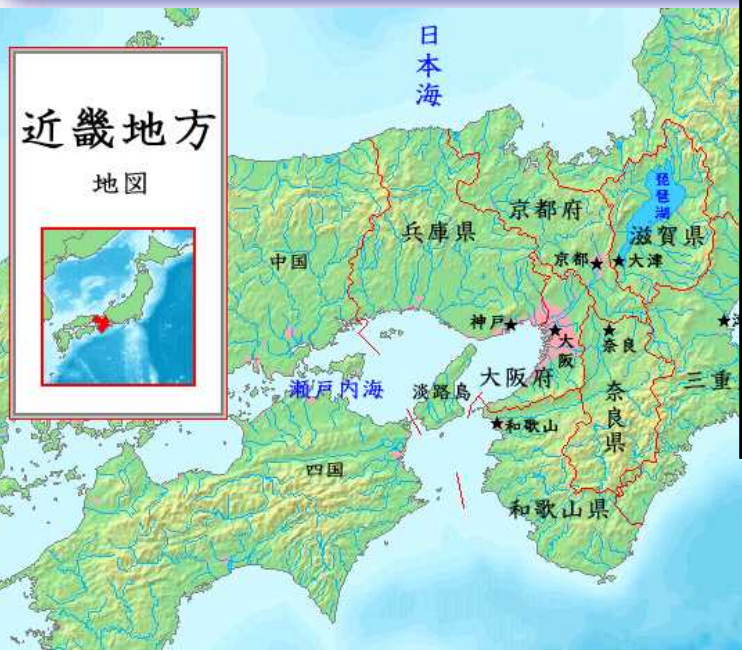 近畿地方
地図
日本海
兵庫県
京都府
琵琶湖
滋賀県
中国
京都
大津
神戸
大阪
奈良
瀬戸内海
淡路島
大阪府
三重
奈良県
和歌山
四国
和歌山県